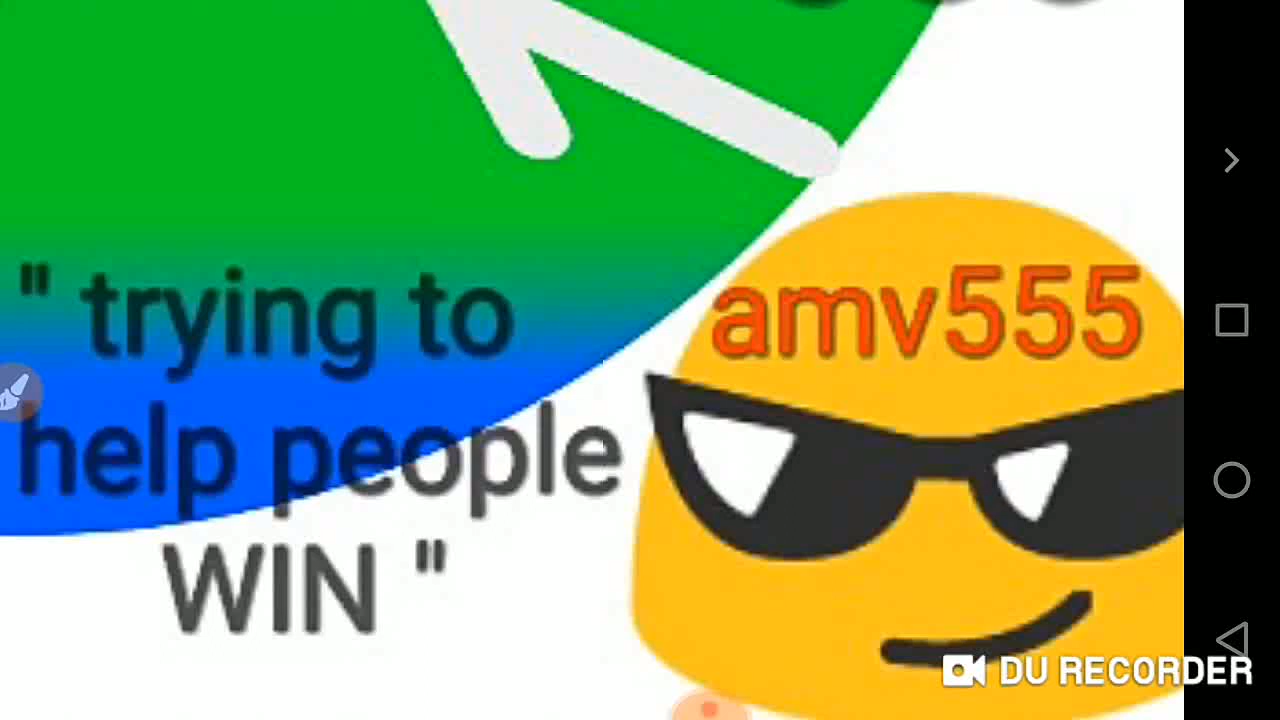 " trying to
help people
WIN "
amv555
DU RECORDER